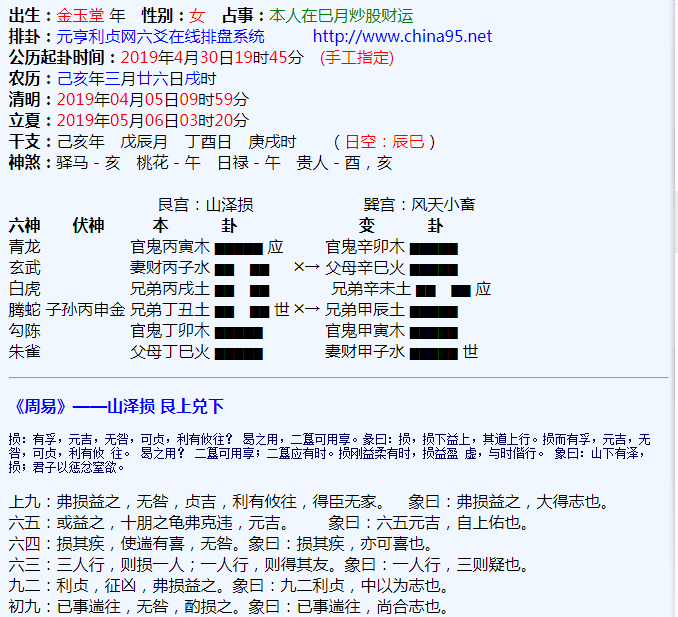 出生：金玉堂 年　性别：女　占事：本人在巳月炒股财运
排卦：元亨利贞网六爻在线排盘系统　　http://www.china95.net
公历起卦时间：2019年4月30日19时45分　(手工指定)
农历：己亥年三月廿六日戌时
清明：2019年04月05日09时59分
立夏：2019年05月06日03时20分
干支：己亥年　戊辰月　丁酉日　庚戌时　　（日空：辰巳）
神煞：驿马－亥　桃花－午　日禄－午　贵人－酉，亥
艮宫：山泽损　　巽宫：风天小畜
六神　伏神　本　卦　　变　卦
青龙　官鬼丙寅木 应　官鬼辛卯木
玄武　妻财丙子水 ×→ 父母辛巳火
白虎　兄弟丙戌土　兄弟辛未土 应
腾蛇 子孙丙申金 兄弟丁丑土 世 ×→ 兄弟甲辰土
勾陈　官鬼丁卯木　官鬼甲寅木
朱雀　父母丁巳火　妻财甲子水 世
《周易》——山泽损 艮上兑下
损：有孚，元吉，无咎，可贞，利有攸往？ 曷之用，二簋可用享。彖曰：损，损下益上，其道上行。损而有孚，元吉，无
咎，可贞，利有攸 往。 曷之用？ 二簋可用享；二簋应有时。损刚益柔有时，损益盈 虚，与时偕行。 象曰：山下有泽，
损；君子以惩忿窒欲。
上九：弗损益之，无咎，贞吉，利有攸往，得臣无家。　象曰：弗损益之，大得志也。
六五：或益之，十朋之龟弗克违，元吉。　　象曰：六五元吉，自上佑也。
六四：损其疾，使遄有喜，无咎。象曰：损其疾，亦可喜也。
六三：三人行，则损一人；一人行，则得其友。象曰：一人行，三则疑也。
九二：利贞，征凶，弗损益之。象曰：九二利贞，中以为志也。
初九：已事遄往，无咎，酌损之。象曰：已事遄往，尚合志也。